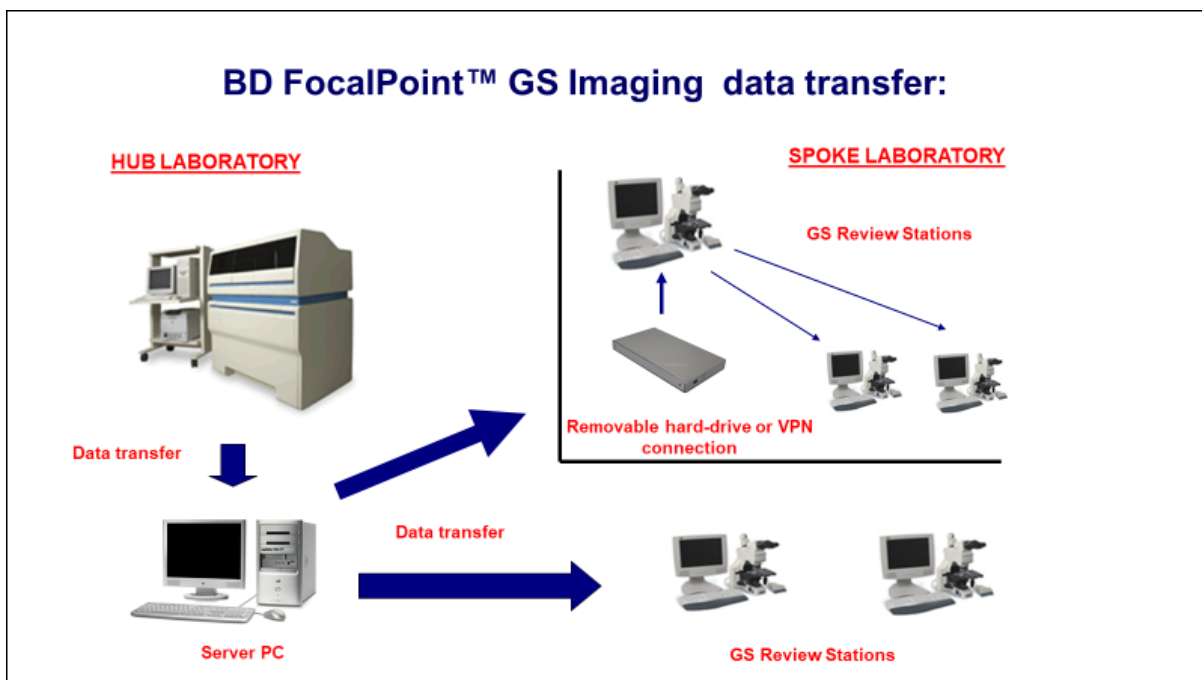 BD FocalPoint™ GS Imaging data transfer:
HUB LABORATORY
SPOKE LABORATORY
GS Review Stations
Removable hard-drive or VPN
connection
Data transfer
Data transfer
Server PC
GS Review Stations